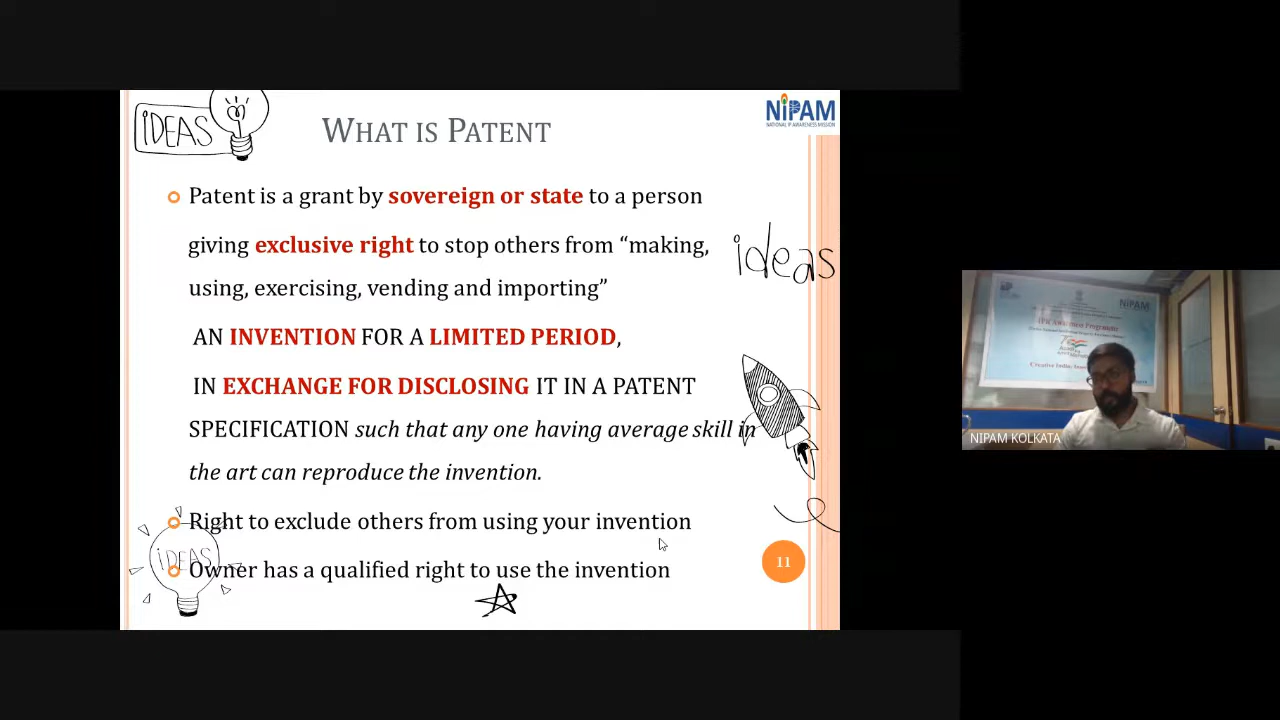 IDEAS
WHAT IS PATENT
NIPAM
NATIONAL IP AWARENESS MISSION
Patent is a grant by sovereign or state to a person
giving exclusive right to stop others from “making,
using, exercising, vending and importing”
AN INVENTION FOR A LIMITED PERIOD,
IN EXCHANGE FOR DISCLOSING IT IN A PATENT
SPECIFICATION such that any one having average skill in
the art can reproduce the invention.
Right to exclude others from using your invention
Owner has a qualified right to use the invention
ideas
IDEAS
11
NIPAM
IPR Awareness Programme
NIPAM KOLKATA